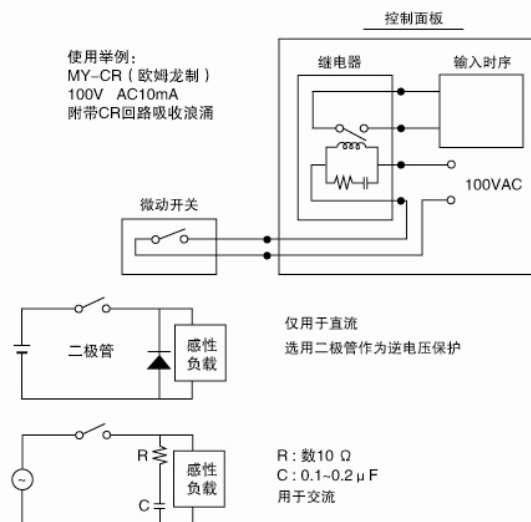 控制面板
使用举例：
MY–CR（欧姆龙制）
100V AC10mA
附带CR回路吸收浪涌
继电器
输入时序
100VAC
微动开关
二极管
感性
负载
仅用于直流
选用二极管作为逆电压保护
R
C
感性
负载
~
R：数10 Ω
C：0.1~0.2μF
用于交流